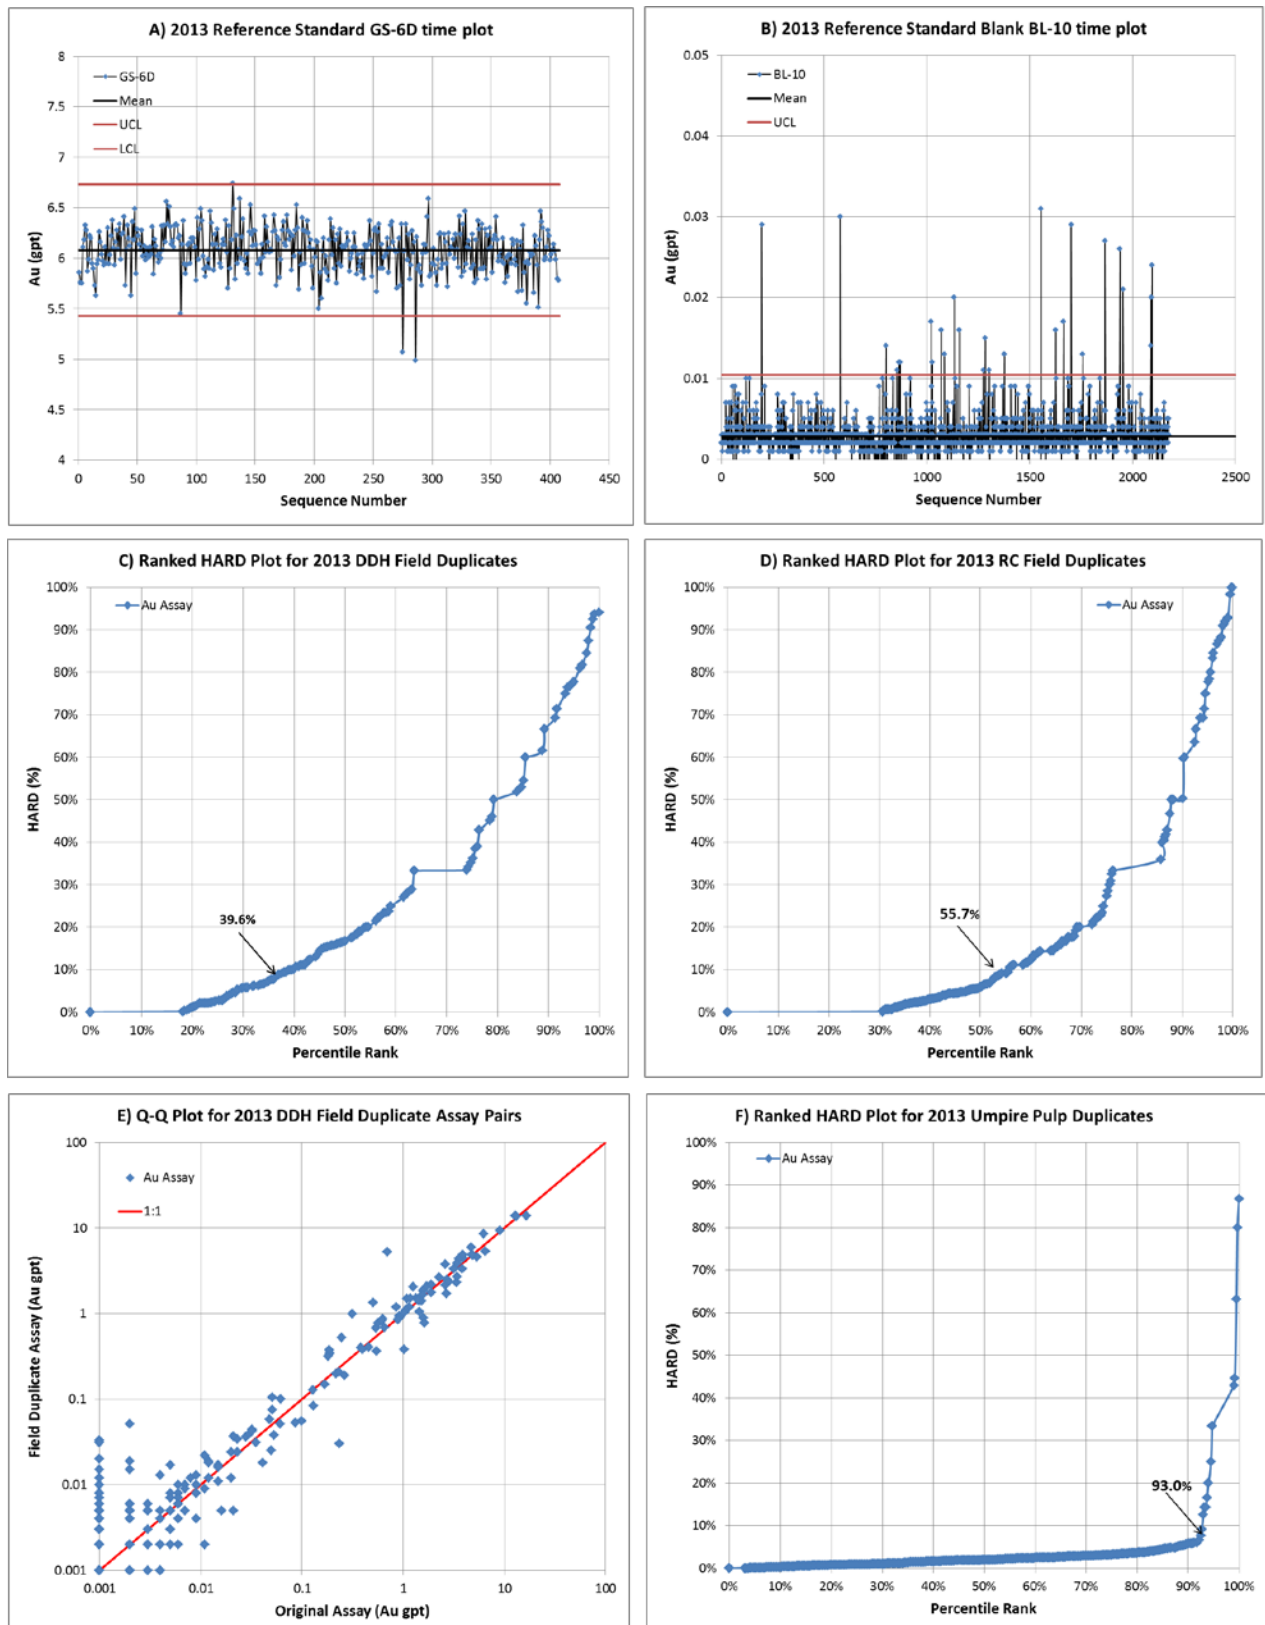 A) 2013 Reference Standard GS-6D time plot
8
7.5
7
6.5
6
5.5
5
4.5
4
Au (gpt)
GS-6D
Mean
UCL
LCL
0 50 100 150 200 250 300 350 400 450
Sequence Number
B) 2013 Reference Standard Blank BL-10 time plot
0.05
0.04
0.03
0.02
0.01
0
Au (gpt)
BL-10
Mean
UCL
0 500 1000 1500 2000 2500
Sequence Number
C) Ranked HARD Plot for 2013 DDH Field Duplicates
100%
90%
80%
70%
60%
50%
40%
30%
20%
10%
0%
HARD (%)
Au Assay
39.6%
0% 10% 20% 30% 40% 50% 60% 70% 80% 90% 100%
Percentile Rank
D) Ranked HARD Plot for 2013 RC Field Duplicates
100%
90%
80%
70%
60%
50%
40%
30%
20%
10%
0%
HARD (%)
Au Assay
55.7%
0% 10% 20% 30% 40% 50% 60% 70% 80% 90% 100%
Percentile Rank
E) Q-Q Plot for 2013 DDH Field Duplicate Assay Pairs
100
10
1
0.1
0.01
0.001
Field Duplicate Assay (Au gpt)
Au Assay
1:1
0.001 0.01 0.1 1 10 100
Original Assay (Au gpt)
F) Ranked HARD Plot for 2013 Umpire Pulp Duplicates
100%
90%
80%
70%
60%
50%
40%
30%
20%
10%
0%
HARD (%)
Au Assay
93.0%
0% 10% 20% 30% 40% 50% 60% 70% 80% 90% 100%
Percentile Rank